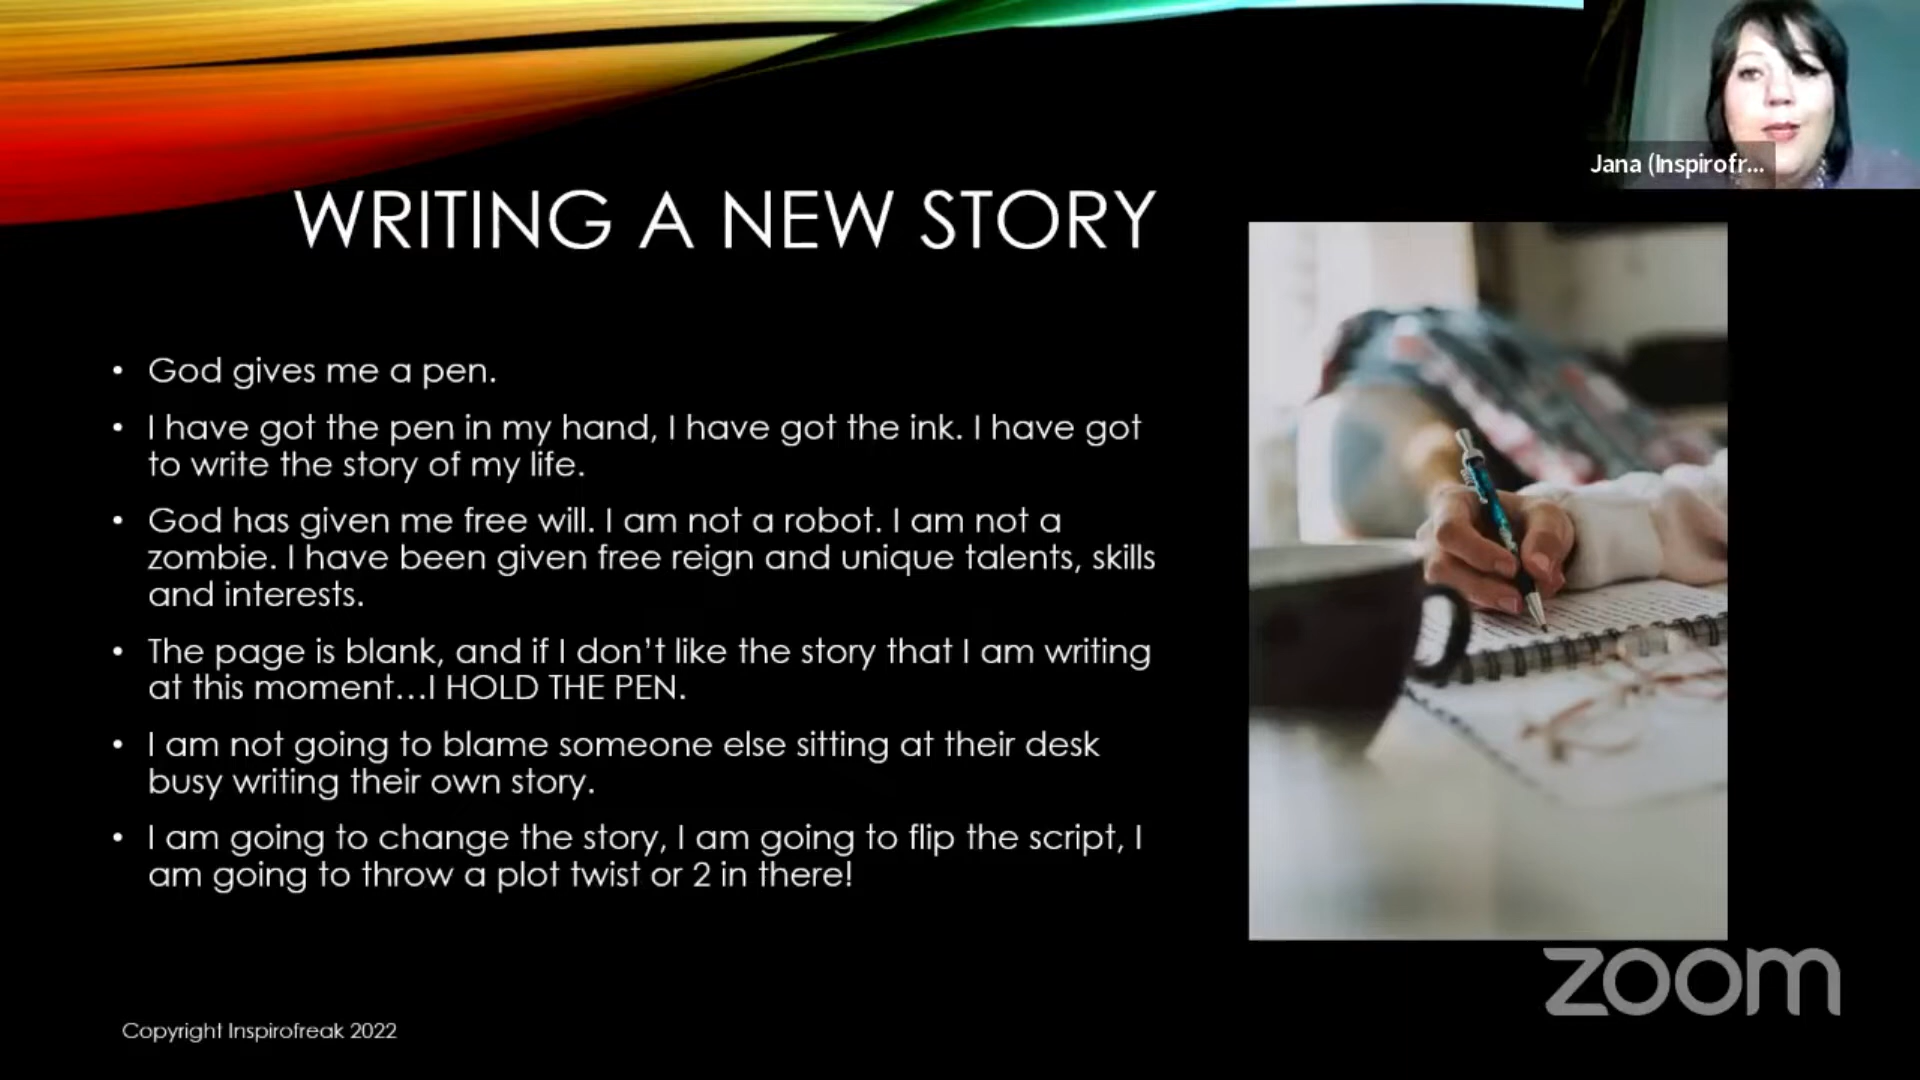 Jana (Inspirofr...
WRITING A NEW STORY
• God gives me a pen.
• I have got the pen in my hand, I have got the ink. I have got
to write the story of my life.
• God has given me free will. I am not a robot. I am not a
zombie. I have been given free reign and unique talents, skills
and interests.
• The page is blank, and if I don’t like the story that I am writing
at this moment...I HOLD THE PEN.
• I am not going to blame someone else sitting at their desk
busy writing their own story.
• I am going to change the story, I am going to flip the script, I
am going to throw a plot twist or 2 in there!
zoom
Copyright Inspirofreak 2022